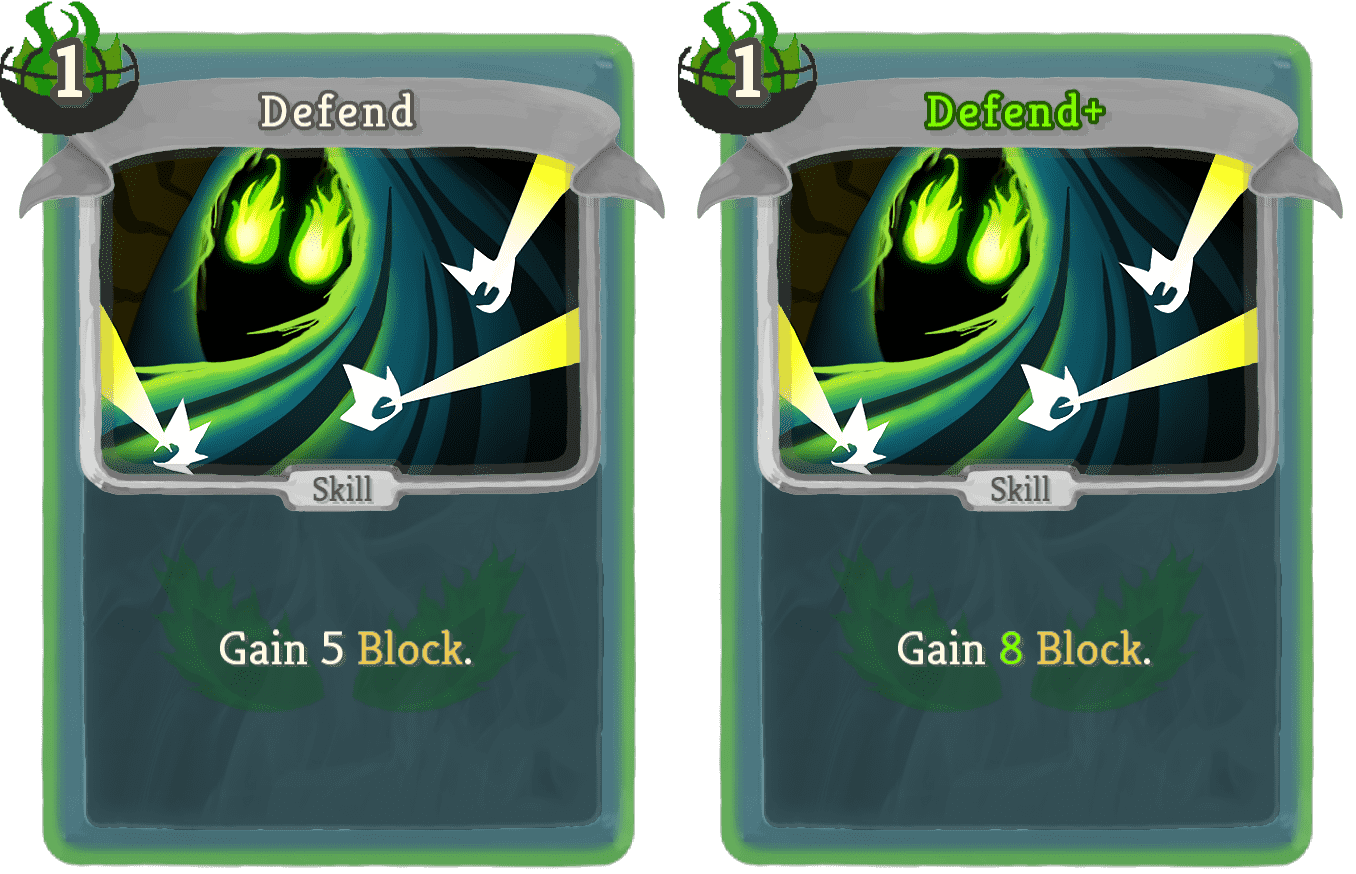 1
Defend
Skill
Gain 5 Block.
1
Defend+
Skill
Gain 8 Block.